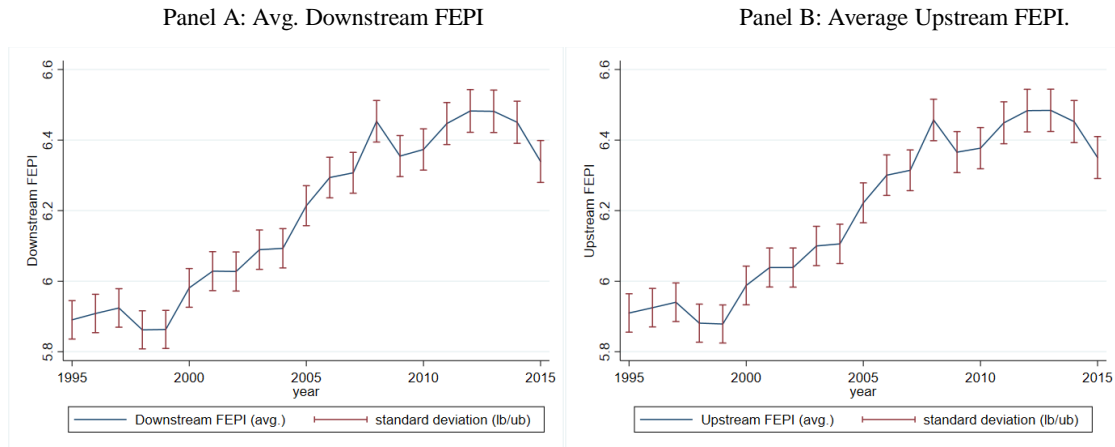 Panel A: Avg. Downstream FEPI
Downstream FEPI
6.6
6.4
6.2
6
5.8
1995 2000 2005 2010 2015
year
Downstream FEPI (avg.) standard deviation (lb/ub)
Panel B: Average Upstream FEPI.
Upstream FEPI
6.6
6.4
6.2
6
5.8
1995 2000 2005 2010 2015
year
Upstream FEPI (avg.) standard deviation (lb/ub)